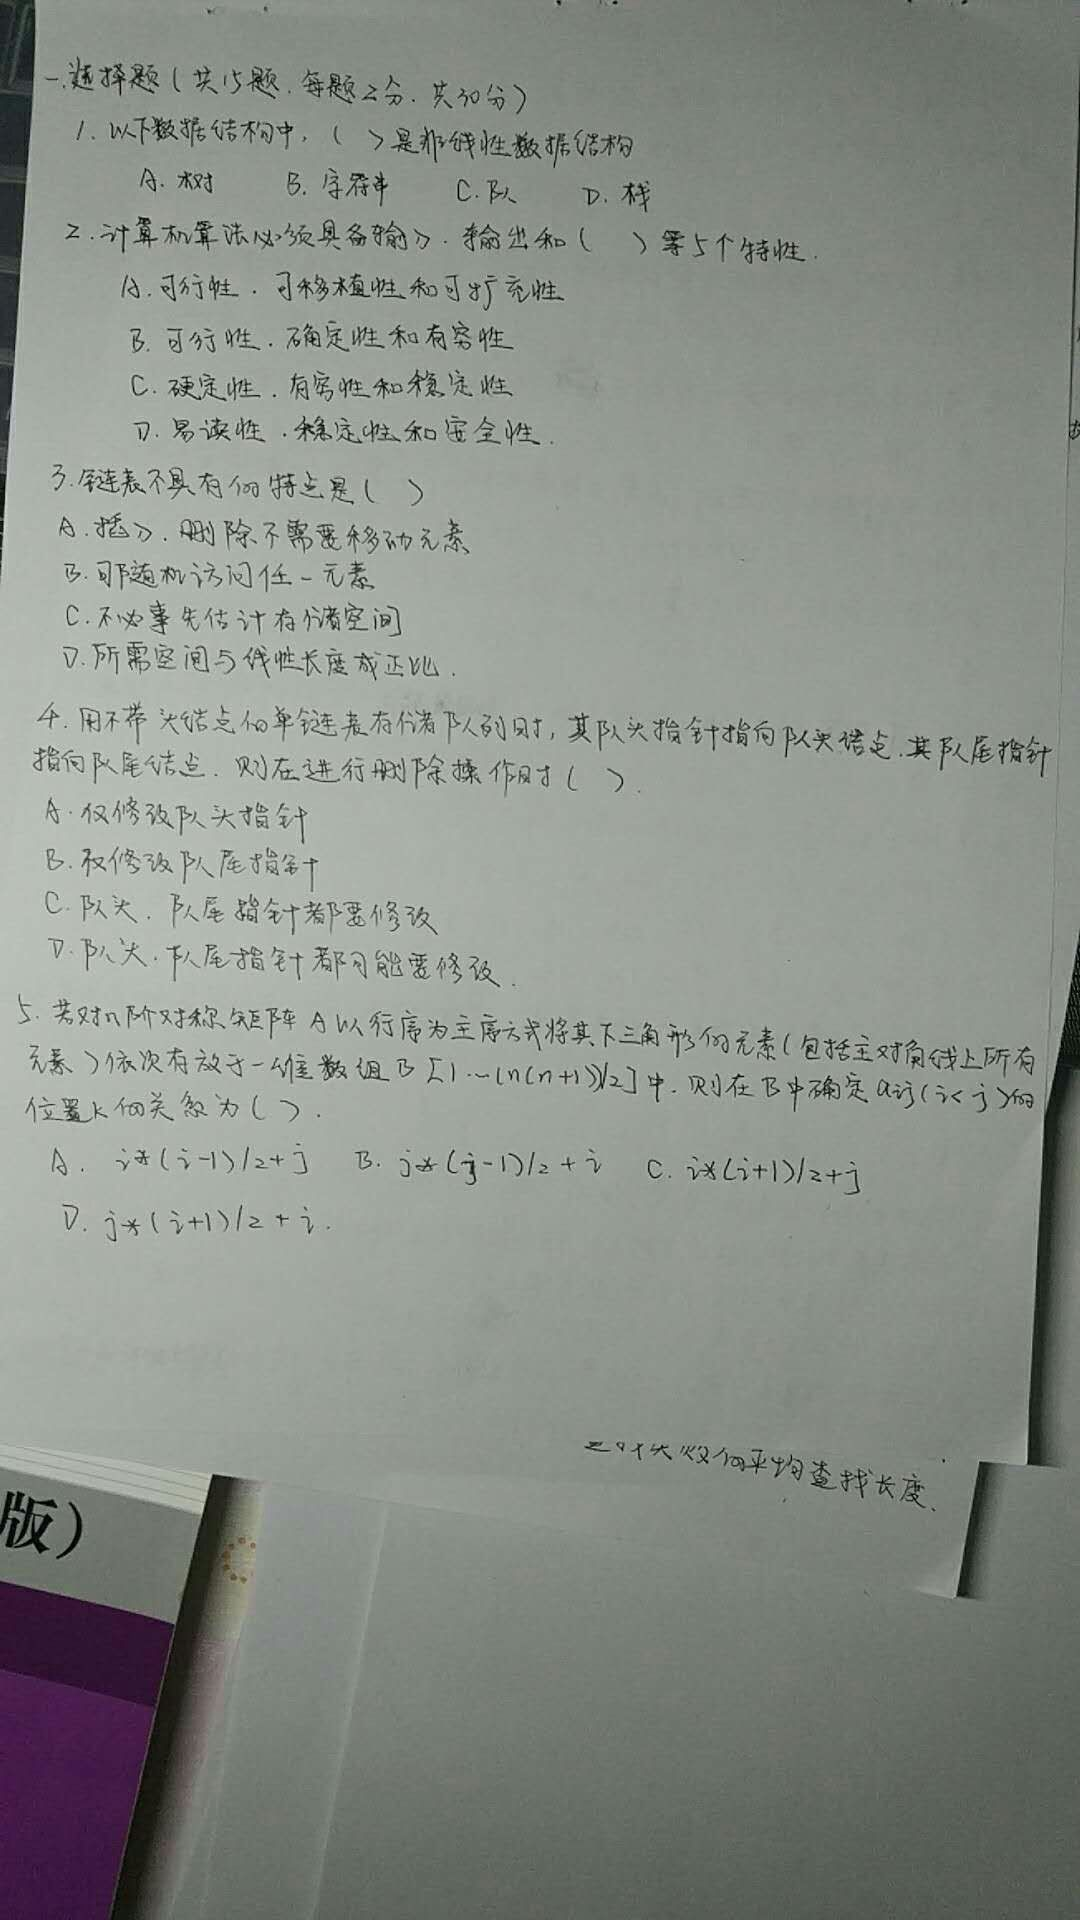 一.选择题(共15题.每题2分.共30分)
1.以下数据结构中,( )是非线性数据结构
A.树 B.字符串 C.队 D.栈
2.计算机算法必须具备输入.输出和( )等5个特性.
A.可行性.可移植性和可扩充性
B.可行性.确定性和有穷性
C.确定性.有穷性和稳定性
D.易读性.稳定性和安全性.
3.链表不具有的特点是( )
A.插入.删除不需要移动元素
B.可随机访问任一元素
C.不必事先估计存储空间
D.所需空间与线性长度成正比.
4.用不带头结点的单链表存储队列时,其队头指针指向队头结点.其队尾指针
指向队尾结点.则在进行删除操作时( ).
A.仅修改队头指针
B.仅修改队尾指针
C.队头.队尾指针都要修改
D.队头.队尾指针都可能要修改.
5.若对n阶对称矩阵A以行序为主序方式将其下三角形的元素(包括主对角线上所有
元素)依次存放于一维数组B[1…(n(n+1))/2]中.则在B中确定aij(i<j)的
位置k的关系为( ).
A. i*(i-1)/2+j B. j*(j-1)/2+i C. i*(i+1)/2+j
D. j*(i+1)/2+i.
失败的平均查找长度.
版)